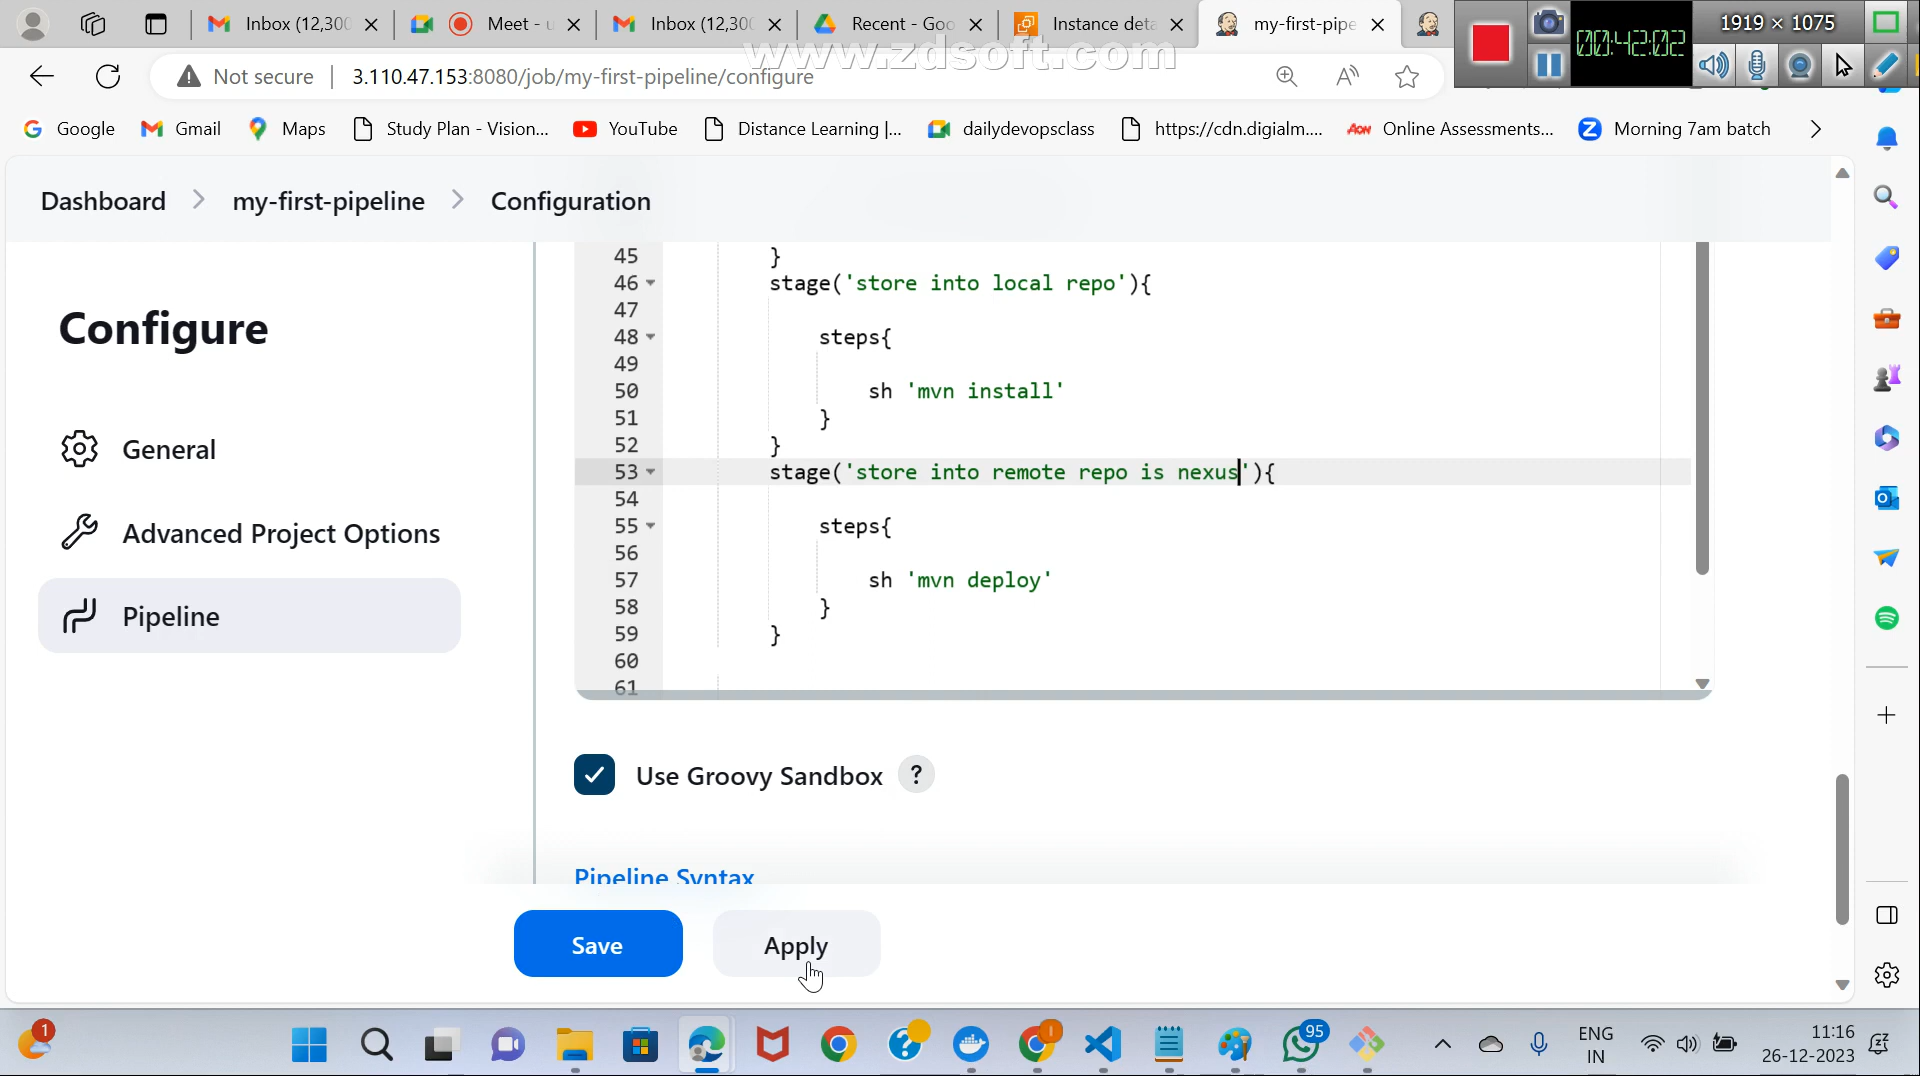 Inbox (12,300
Meet - u
Inbox (12,300
Recent - Goo
Instance deta
my-first-pipe
00:42:02
1919 × 1075
www.zdsoft.com
Not secure
3.110.47.153:8080/job/my-first-pipeline/configure
Google
Gmail
Maps
Study Plan - Vision...
YouTube
Distance Learning |...
dailydevopsclass
https://cdn.digialm....
Aon
Online Assessments...
Morning 7am batch
Dashboard > my-first-pipeline > Configuration
Configure
General
Advanced Project Options
Pipeline
45 }
46 stage('store into local repo'){
47
48 steps{
49
50 sh 'mvn install'
51 }
52 }
53 stage('store into remote repo is nexus'){
54
55 steps{
56
57 sh 'mvn deploy'
58 }
59 }
60
61
Use Groovy Sandbox ?
Pipeline Syntax
Save
Apply
1
95
ENG
IN
11:16
26-12-2023